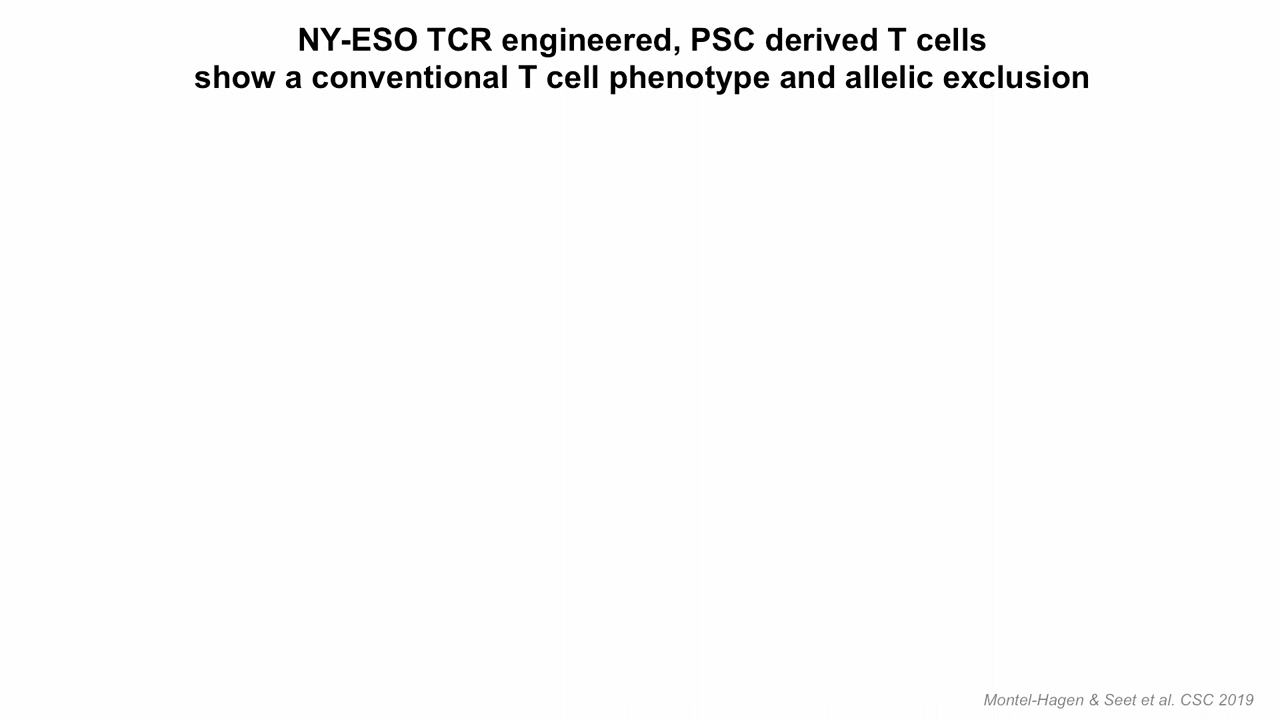 NY-ESO TCR engineered, PSC derived T cells
show a conventional T cell phenotype and allelic exclusion
Montel-Hagen & Seet et al. CSC 2019